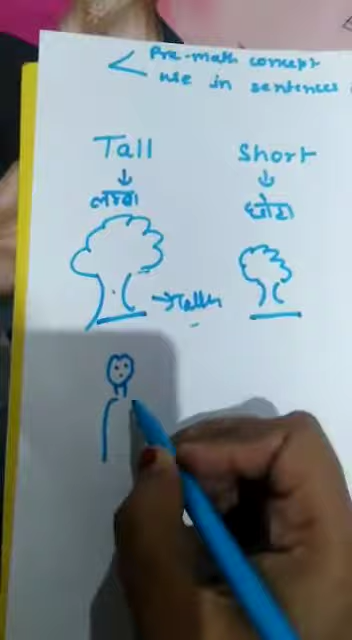 Pre-math concept
use in sentences
Tall
Short
लम्बा
छोटा
Taller